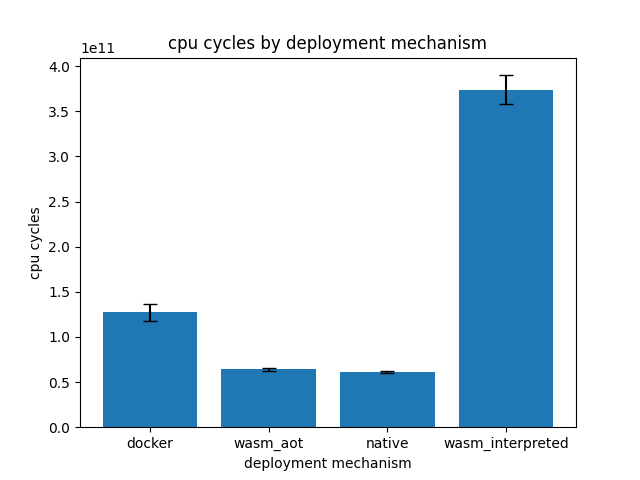 cpu cycles by deployment mechanism
1e11
4.0
3.5
3.0
2.5
2.0
1.5
1.0
0.5
0.0
cpu cycles
docker wasm_aot native wasm_interpreted
deployment mechanism